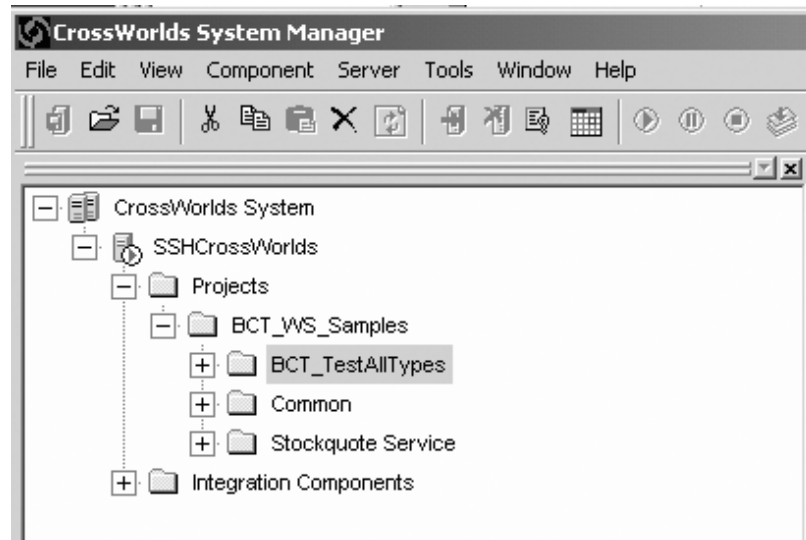 CrossWorlds System Manager
File Edit View Component Server Tools Window Help
CrossWorlds System
SSHCrossWorlds
Projects
BCT_WS_Samples
BCT_TestAllTypes
Common
Stockquote Service
Integration Components